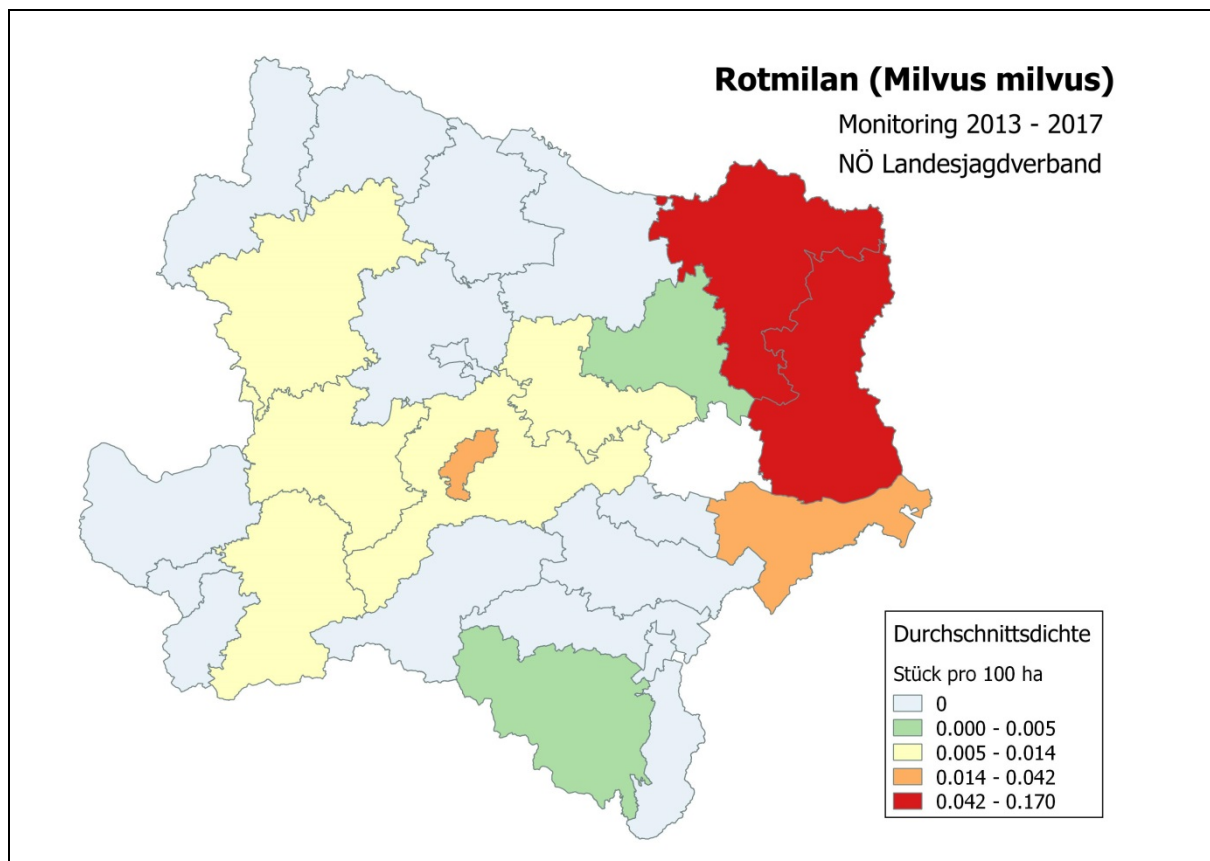 Rotmilan (Milvus milvus)
Monitoring 2013 - 2017
NÖ Landesjagdverband
Durchschnittsdichte
Stück pro 100 ha
0
0.000 - 0.005
0.005 - 0.014
0.014 - 0.042
0.042 - 0.170